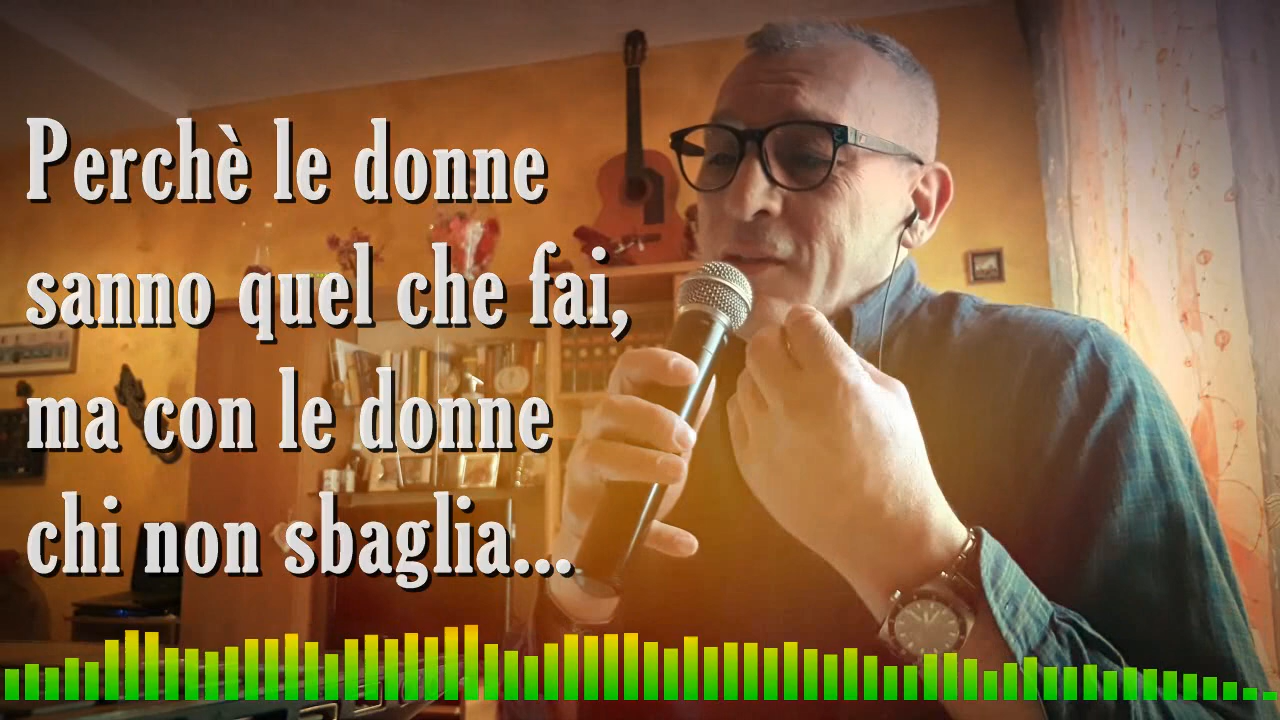 Perchè le donne
sanno quel che fai,
ma con le donne
chi non sbaglia...